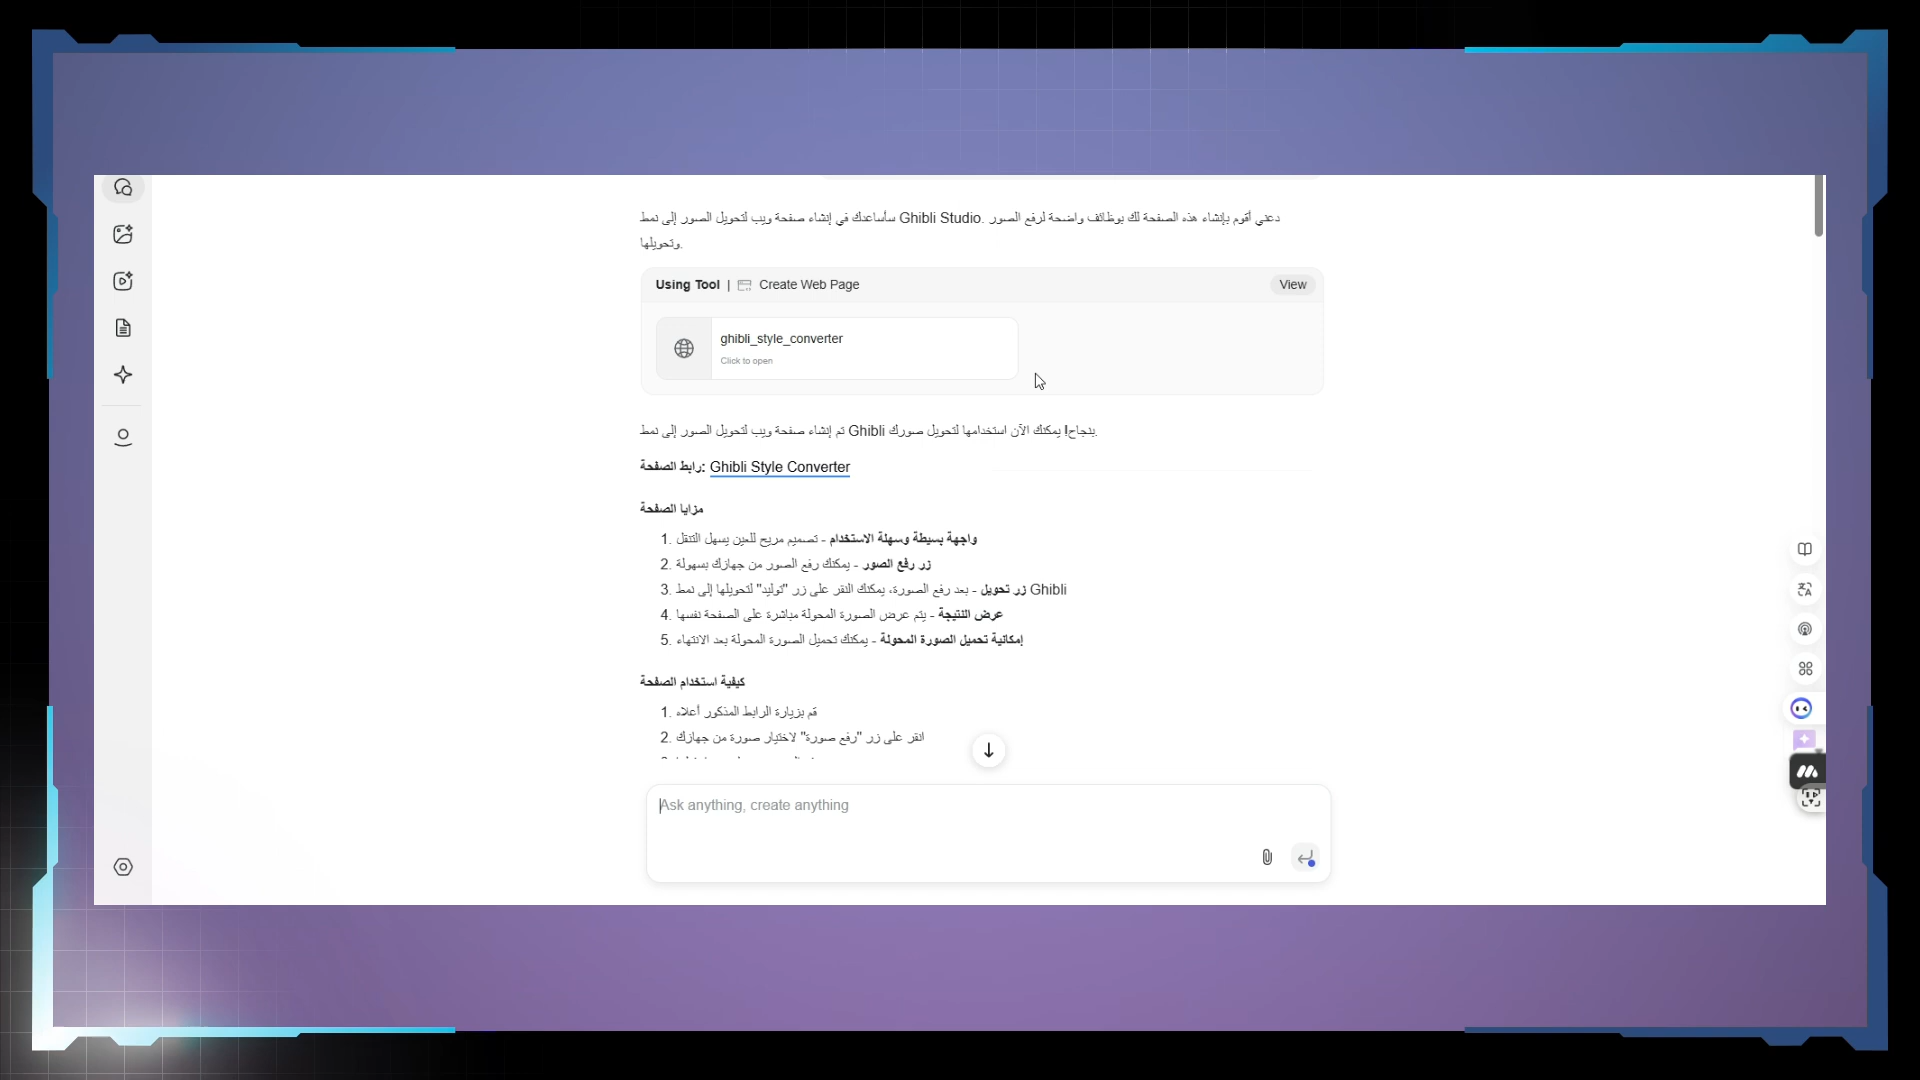 سأساعدك في إنشاء صفحة ويب لتحويل الصور إلى نمط Ghibli Studio. دعني أقوم بإنشاء هذه الصفحة لك بوظائف واضحة لرفع الصور
وتحويلها.
Using Tool | Create Web Page
View
ghibli_style_converter
Click to open
تم إنشاء صفحة ويب لتحويل الصور إلى نمط Ghibli بنجاح! يمكنك الآن استخدامها لتحويل صورك.
رابط الصفحة: Ghibli Style Converter
مزايا الصفحة
1. واجهة بسيطة وسهلة الاستخدام - تصميم مريح للعين يسهل التنقل
2. زر رفع الصور - يمكنك رفع الصور من جهازك بسهولة
3. زر تحويل - بعد رفع الصورة، يمكنك النقر على زر "توليد" لتحويلها إلى نمط Ghibli
4. عرض النتيجة - يتم عرض الصورة المحولة مباشرة على الصفحة نفسها
5. إمكانية تحميل الصورة المحولة - يمكنك تحميل الصورة المحولة بعد الانتهاء
كيفية استخدام الصفحة
1. قم بزيارة الرابط المذكور أعلاه
2. انقر على زر "رفع صورة" لاختيار صورة من جهازك
Ask anything, create anything